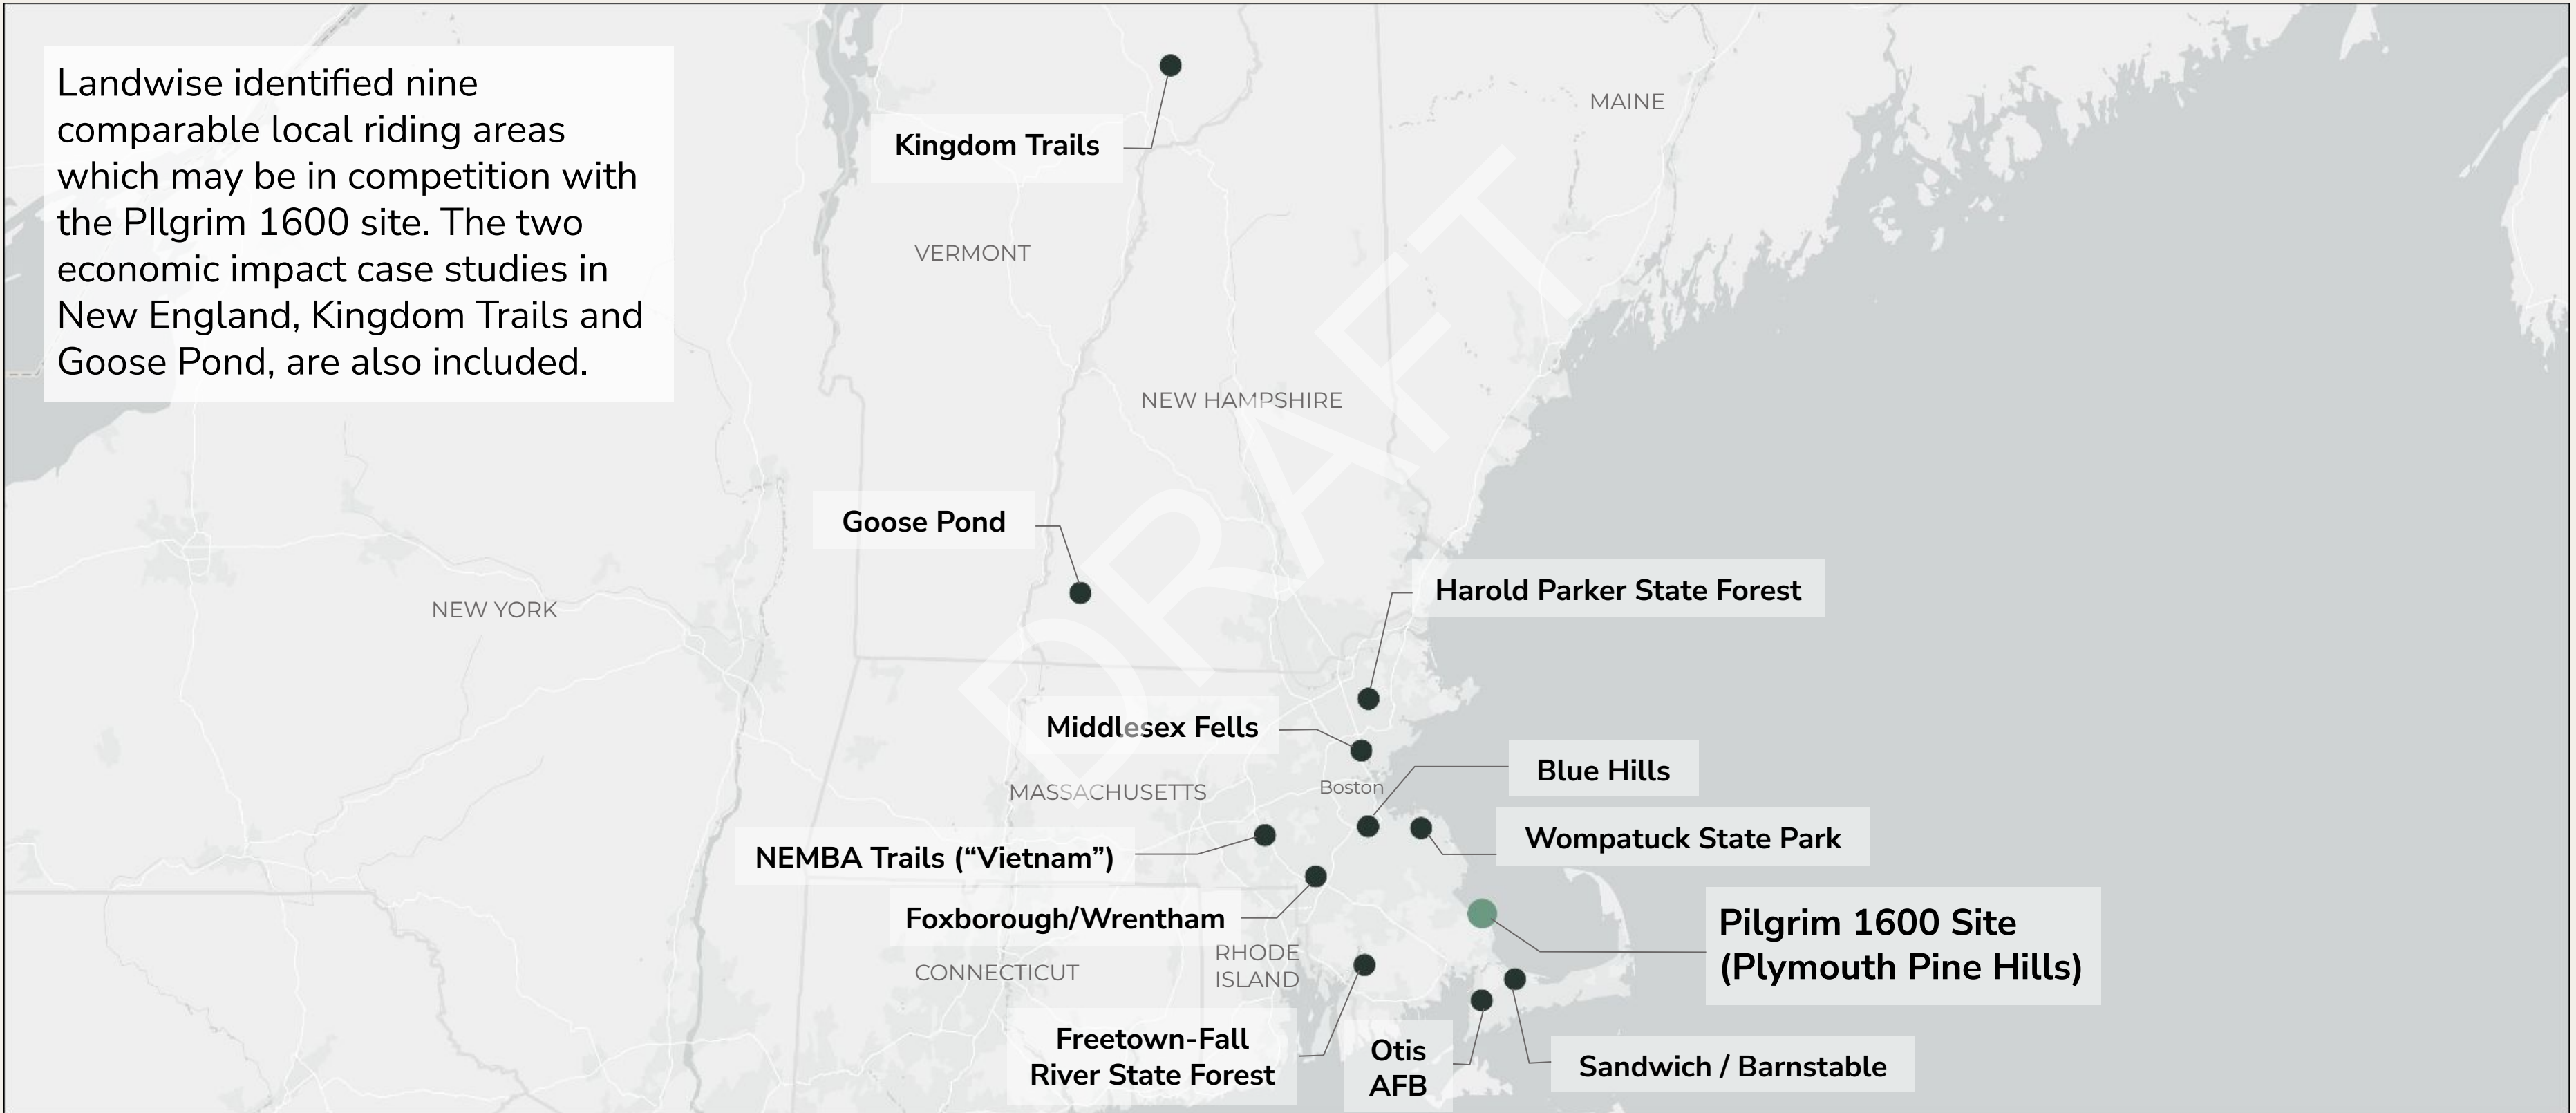 Landwise identified nine
comparable local riding areas
which may be in competition with
the PIlgrim 1600 site. The two
economic impact case studies in
New England, Kingdom Trails and
Goose Pond, are also included.
MAINE
Kingdom Trails
VERMONT
NEW HAMPSHIRE
DRAFT
Goose Pond
Harold Parker State Forest
NEW YORK
Middlesex Fells
Blue Hills
MASSACHUSETTS
Boston
Wompatuck State Park
NEMBA Trails (“Vietnam”)
Foxborough/Wrentham
Pilgrim 1600 Site
(Plymouth Pine Hills)
RHODE
ISLAND
CONNECTICUT
Freetown-Fall
River State Forest
Otis
AFB
Sandwich / Barnstable